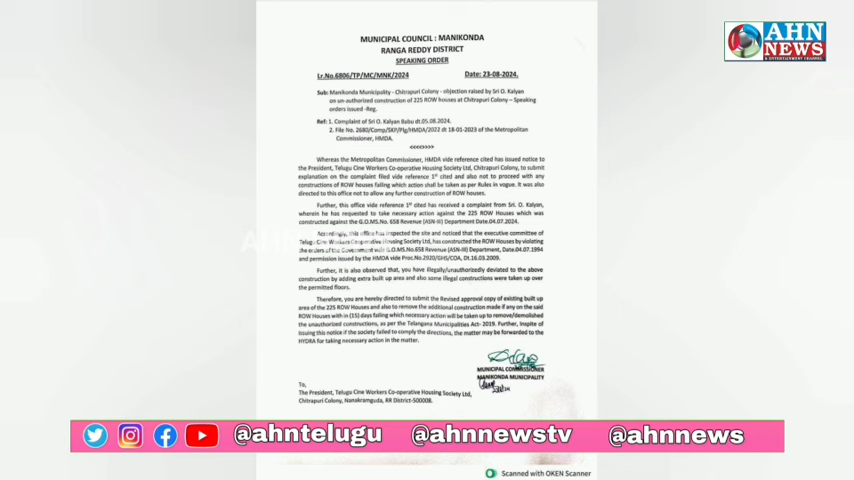 MUNICIPAL COUNCIL : MANIKONDA
RANGA REDDY DISTRICT
SPEAKING ORDER
Lr.No.6806/TP/MC/MNK/2024 Date: 23-08-2024.
Sub: Manikonda Municipality - Chitrapuri Colony - objection raised by Sri O. Kalyan
on un-authorized construction of 225 ROW houses at Chitrapuri Colony – Speaking
orders issued -Reg.
Ref: 1. Complaint of Sri O. Kalyan Babu dt.05.08.2024.
2. File No. 2680/Comp/SKP/Plg/HMDA/2022 dt 18-01-2023 of the Metropolitan
Commissioner, HMDA.
<<<0>>>
Whereas the Metropolitan Commissioner, HMDA vide reference cited has issued notice to
the President, Telugu Cine Workers Co-operative Housing Society Ltd, Chitrapuri Colony, to submit
explanation on the complaint filed vide reference 1st cited and also not to proceed with any
constructions of ROW houses failing which action shall be taken as per Rules in vogue. It was also
directed to this office not to allow any further construction of ROW houses.
Further, this office vide reference 1st cited has received a complaint from Sri. O. Kalyan,
wherein he has requested to take necessary action against the 225 ROW Houses which was
constructed against the G.O.MS.No. 658 Revenue (ASN-III) Department Date.04.07.2024.
Accordingly, this office has inspected the site and noticed that the executive committee of
Telugu Cine Workers Co-operative Housing Society Ltd, has constructed the ROW Houses by violating
the orders of the Government vide G.O.MS.No.658 Revenue (ASN-III) Department, Date.04.07.1994
and permission issued by the HMDA vide Proc.No.2920/GHS/COA, Dt.16.03.2009.
Further, it is also observed that, you have illegally/unauthorizedly deviated to the above
construction by adding extra built up area and also some illegal constructions were taken up over
the permitted floors.
Therefore, you are hereby directed to submit the Revised approval copy of existing built up
area of the 225 ROW Houses and also to remove the additional construction made if any on the said
ROW Houses with in (15) days failing which necessary action will be taken up to remove/demolished
the unauthorized constructions, as per the Telangana Municipalities Act- 2019. Further, inspite of
issuing this notice if the society failed to comply the directions, the matter may be forwarded to the
HYDRA for taking necessary action in the matter.
MUNICIPAL COMMISSIONER
MANIKONDA MUNICIPALITY
To,
The President, Telugu Cine Workers Co-operative Housing Society Ltd,
Chitrapuri Colony, Nanakramguda, RR District-500008.
Scanned with OKEN Scanner
AHN
NEWS
& ENTERTAINMENT CHANNEL
@ahntelugu @ahnnewstv @ahnnews